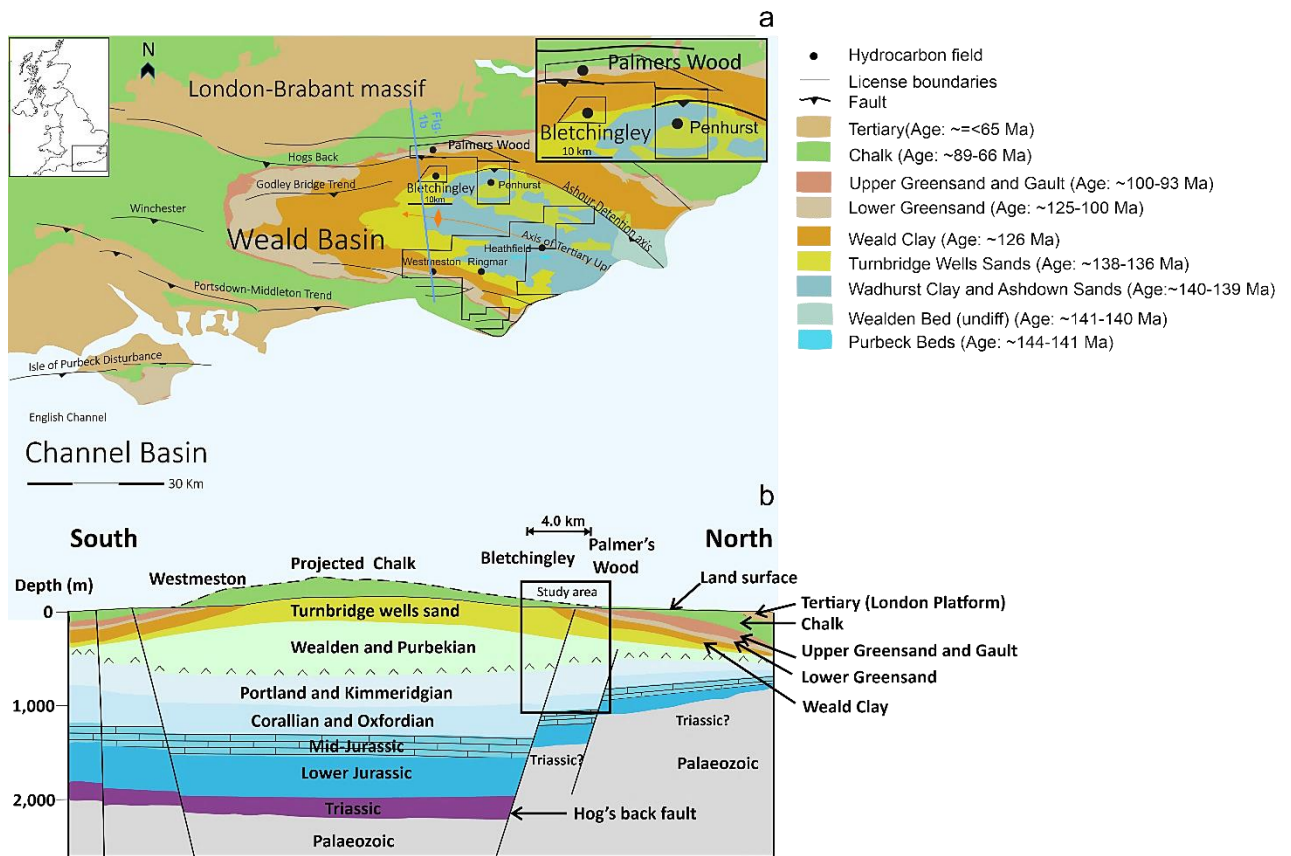 a
N
London-Brabant massif
Fig-1b
Palmers Wood
Hogs Back
Bletchingley
Penhurst
10km
Godley Bridge Trend
Winchester
Weald Basin
Ashour Detention axis
Axis of Tertiary Up
Heathfield
Westmeston
Ringmar
Portsdown-Middleton Trend
Isle of Purbeck Disturbance
English Channel
Channel Basin
30 Km
Palmers Wood
Bletchingley
Penhurst
10 km
Hydrocarbon field
License boundaries
Fault
Tertiary(Age: ~=<65 Ma)
Chalk (Age: ~89-66 Ma)
Upper Greensand and Gault (Age: ~100-93 Ma)
Lower Greensand (Age: ~125-100 Ma)
Weald Clay (Age: ~126 Ma)
Turnbridge Wells Sands (Age: ~138-136 Ma)
Wadhurst Clay and Ashdown Sands (Age:~140-139 Ma)
Wealden Bed (undiff) (Age: ~141-140 Ma)
Purbeck Beds (Age: ~144-141 Ma)
b
South
4.0 km
North
Bletchingley
Palmer's
Wood
Depth (m)
Westmeston
Projected Chalk
Study area
Land surface
0
Turnbridge wells sand
Tertiary (London Platform)
Chalk
Wealden and Purbekian
Upper Greensand and Gault
Lower Greensand
Weald Clay
Portland and Kimmeridgian
1,000
Corallian and Oxfordian
Mid-Jurassic
Triassic?
Triassic?
Palaeozoic
Lower Jurassic
2,000
Triassic
Hog's back fault
Palaeozoic